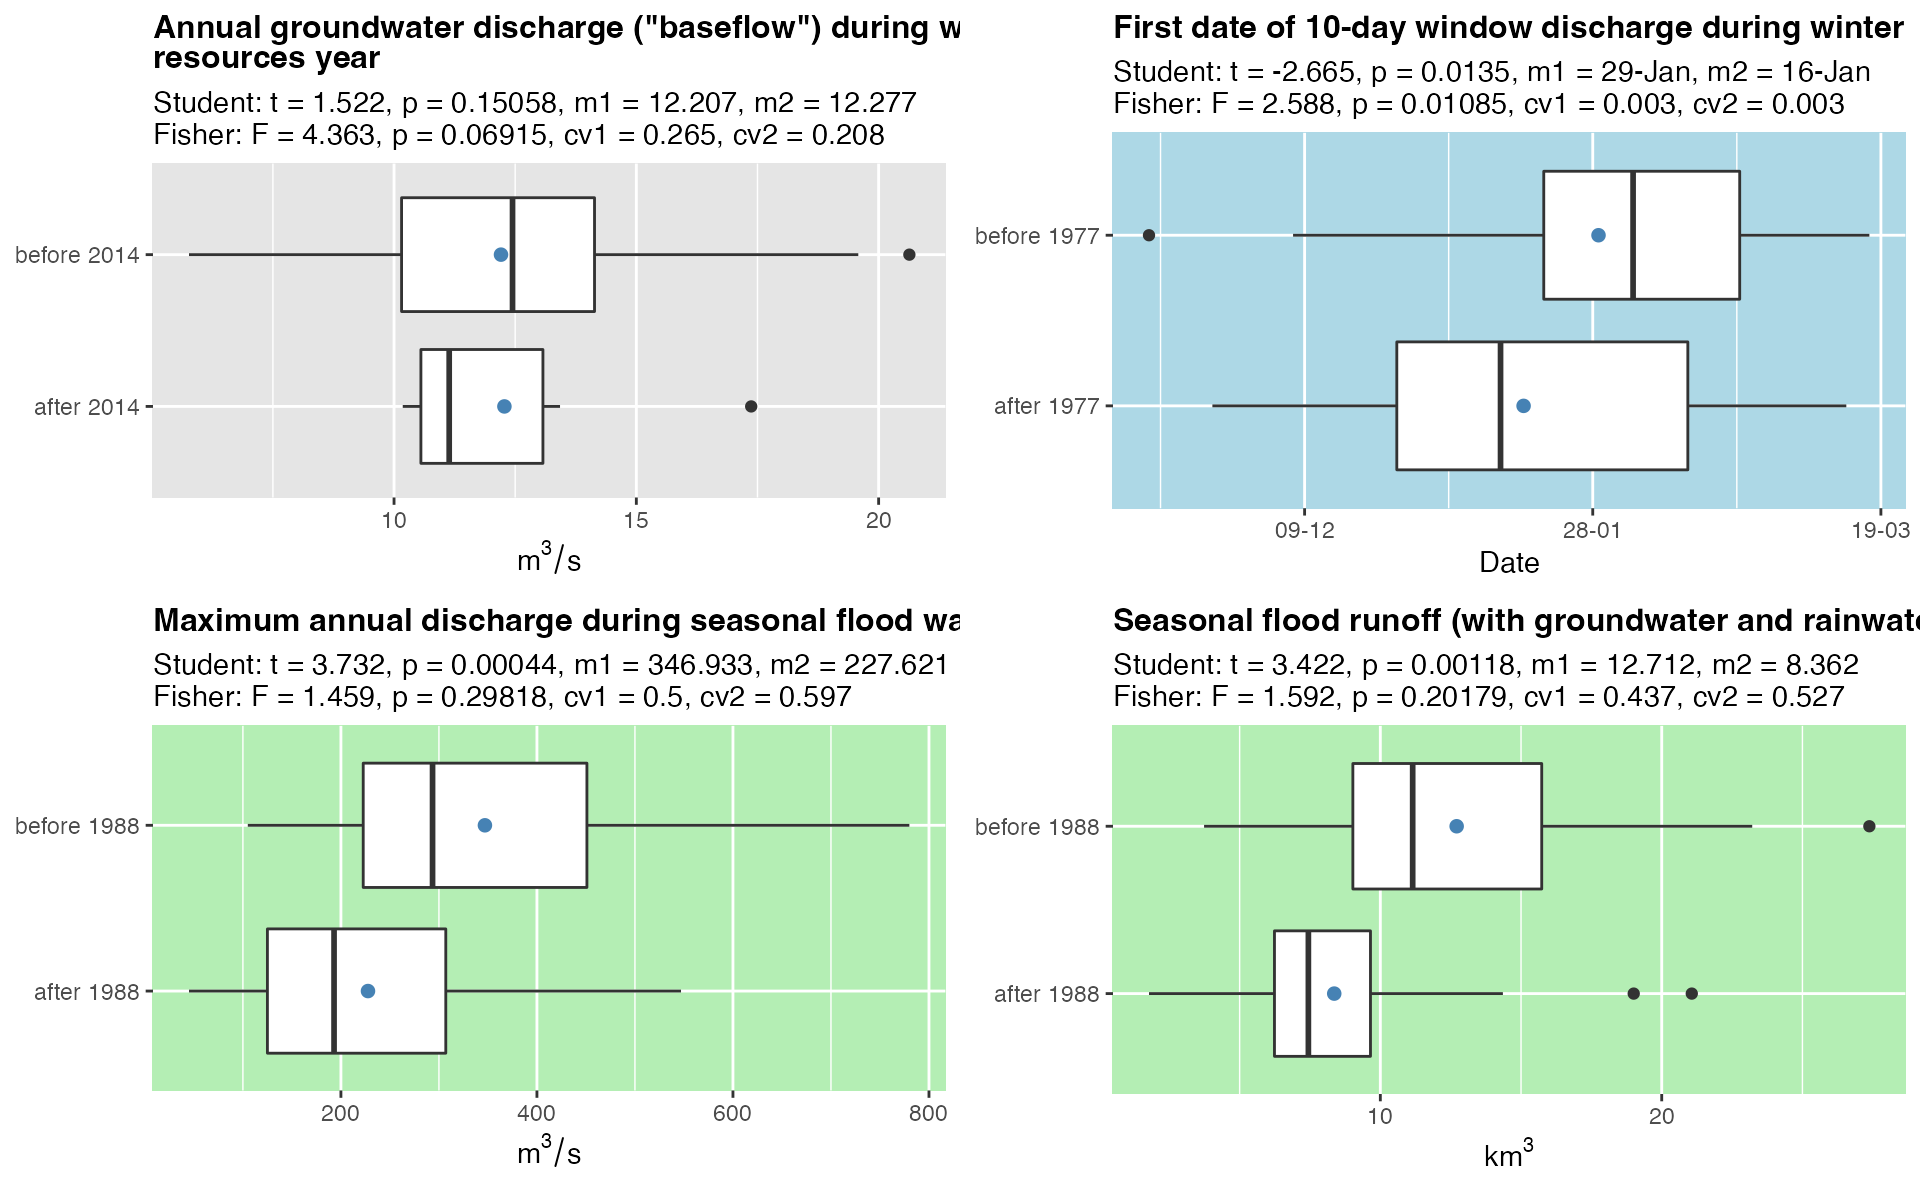 Annual groundwater discharge ("baseflow") during w
resources year
Student: t = 1.522, p = 0.15058, m1 = 12.207, m2 = 12.277
Fisher: F = 4.363, p = 0.06915, cv1 = 0.265, cv2 = 0.208
before 2014
after 2014
10 15 20
m³/s
First date of 10-day window discharge during winter
Student: t = -2.665, p = 0.0135, m1 = 29-Jan, m2 = 16-Jan
Fisher: F = 2.588, p = 0.01085, cv1 = 0.003, cv2 = 0.003
before 1977
after 1977
09-12 28-01 19-03
Date
Maximum annual discharge during seasonal flood wa
Student: t = 3.732, p = 0.00044, m1 = 346.933, m2 = 227.621
Fisher: F = 1.459, p = 0.29818, cv1 = 0.5, cv2 = 0.597
before 1988
after 1988
200 400 600 800
m³/s
Seasonal flood runoff (with groundwater and rainwate
Student: t = 3.422, p = 0.00118, m1 = 12.712, m2 = 8.362
Fisher: F = 1.592, p = 0.20179, cv1 = 0.437, cv2 = 0.527
before 1988
after 1988
10 20
km³